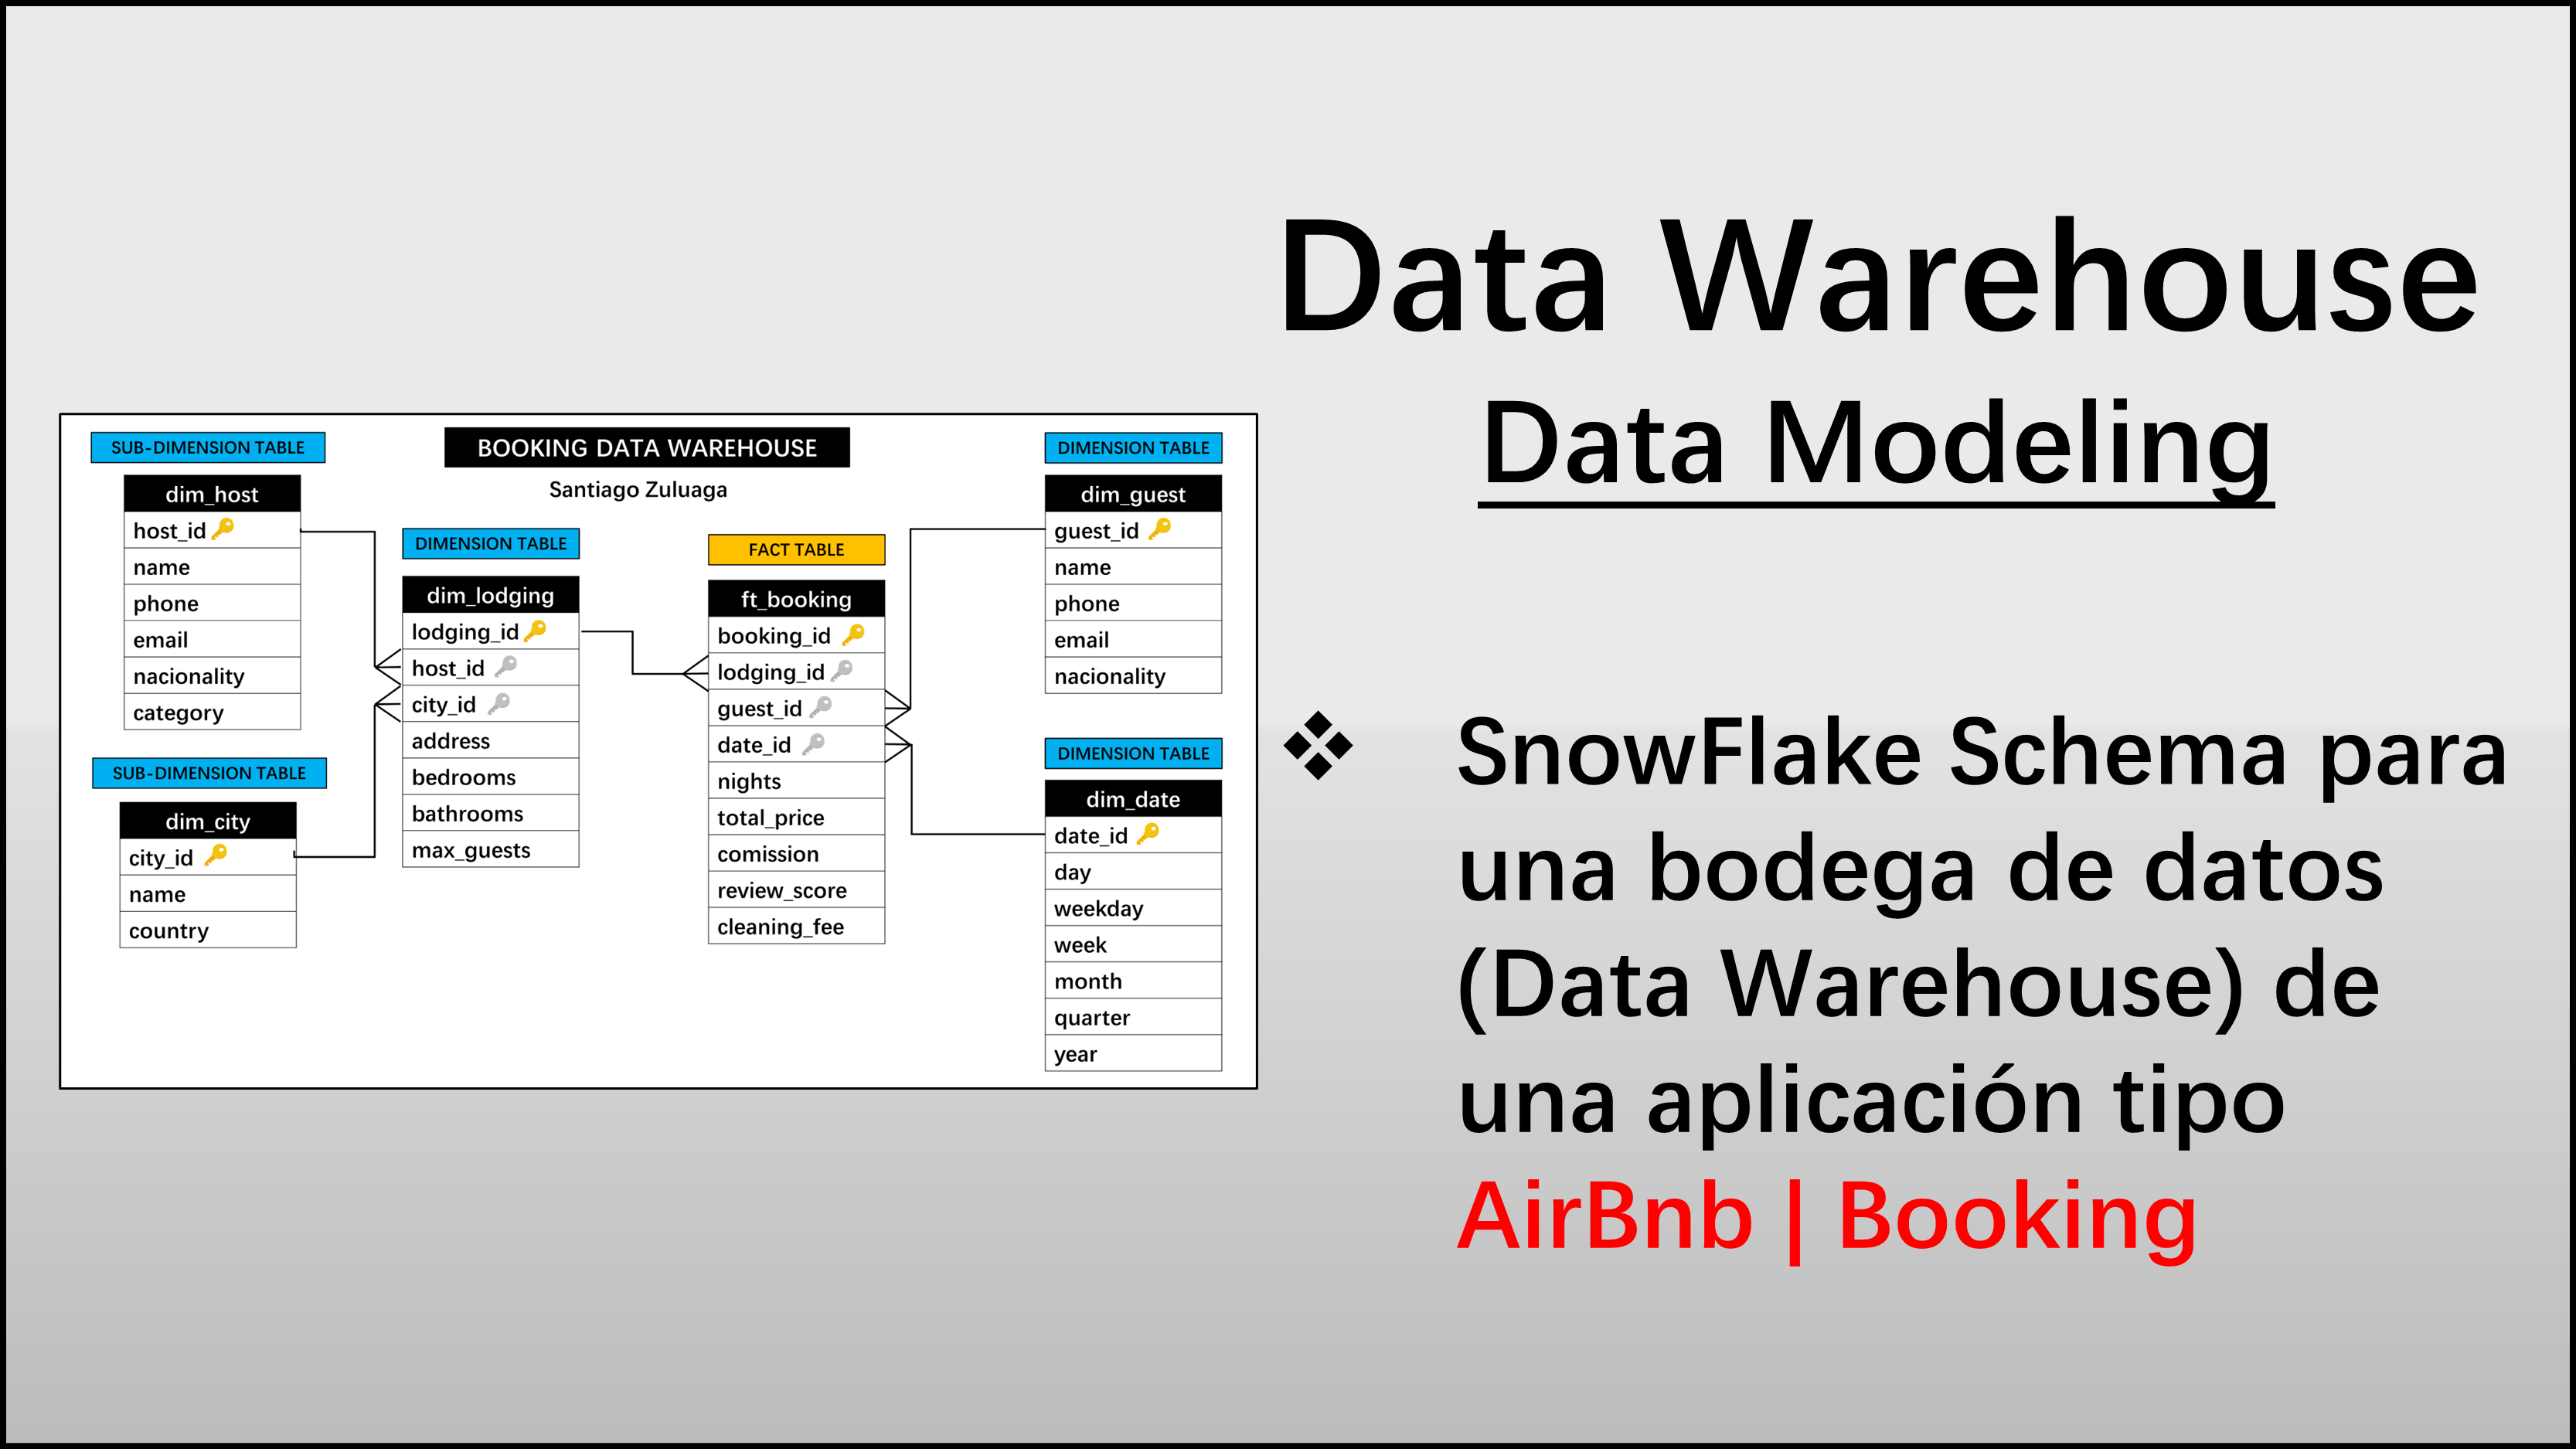 Data Warehouse
Data Modeling
SUB-DIMENSION TABLE
dim_host
host_id
name
phone
email
nacionality
category
SUB-DIMENSION TABLE
dim_city
city_id
name
country
BOOKING DATA WAREHOUSE
Santiago Zuluaga
DIMENSION TABLE
dim_lodging
lodging_id
host_id
city_id
address
bedrooms
bathrooms
max_guests
FACT TABLE
ft_booking
booking_id
lodging_id
guest_id
date_id
nights
total_price
comission
review_score
cleaning_fee
DIMENSION TABLE
dim_guest
guest_id
name
phone
email
nacionality
DIMENSION TABLE
dim_date
date_id
day
weekday
week
month
quarter
year
SnowFlake Schema para
una bodega de datos
(Data Warehouse) de
una aplicación tipo
AirBnb | Booking